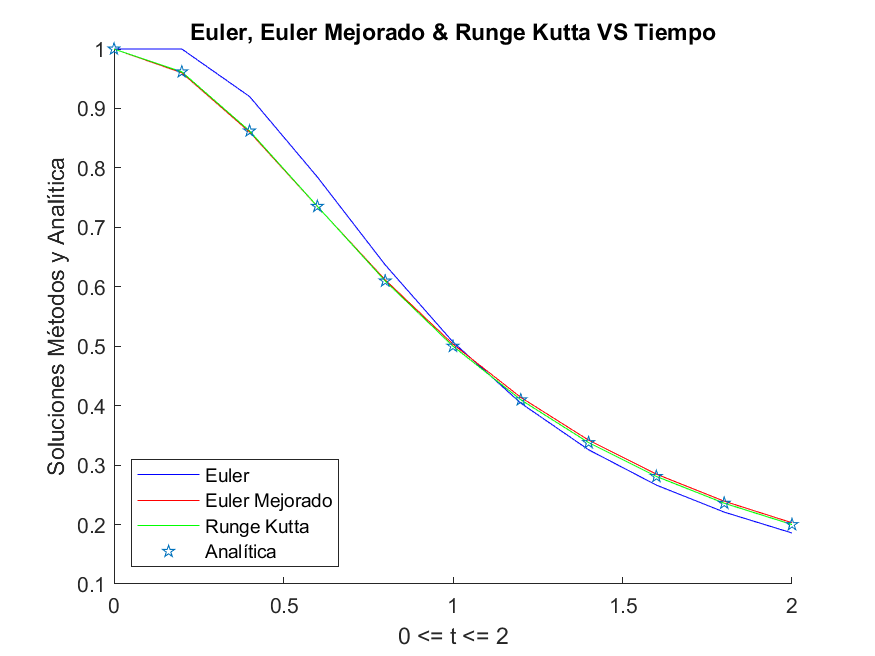 Euler, Euler Mejorado & Runge Kutta VS Tiempo
Soluciones Métodos y Analítica
1
0.9
0.8
0.7
0.6
0.5
0.4
0.3
0.2
0.1
Euler
Euler Mejorado
Runge Kutta
Analítica
0 0.5 1 1.5 2
0 <= t <= 2